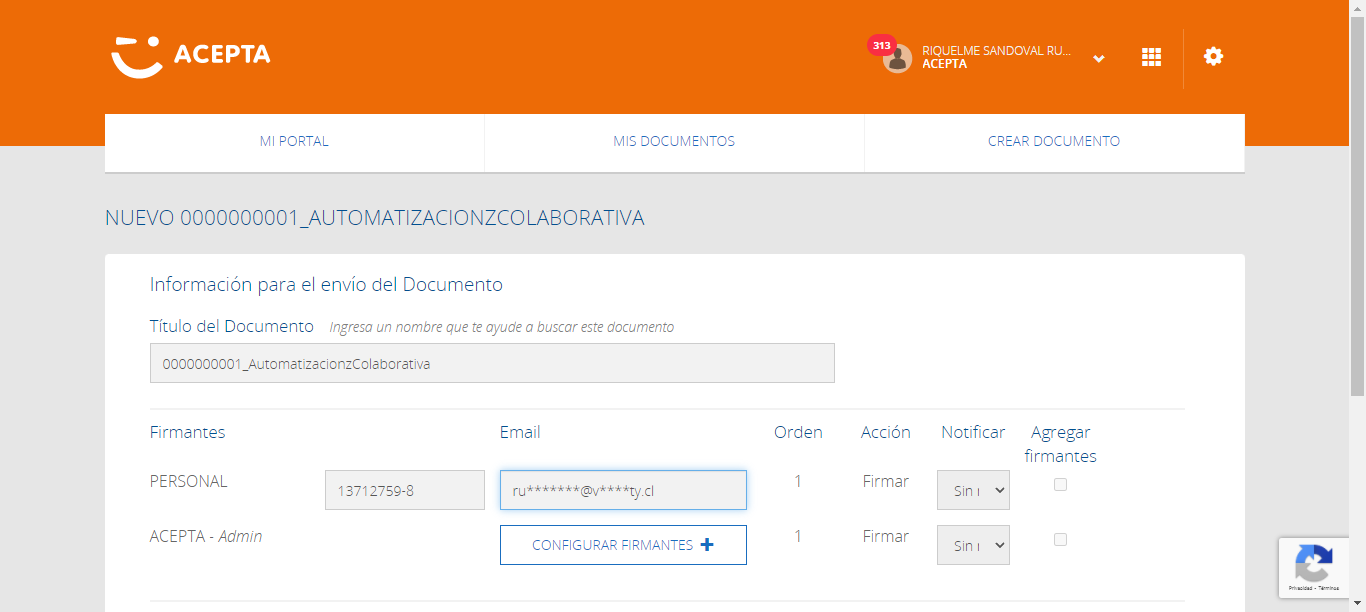 ACEPTA
313
RIQUELME SANDOVAL RU...
ACEPTA
MI PORTAL
MIS DOCUMENTOS
CREAR DOCUMENTO
NUEVO 0000000001_AUTOMATIZACIONZCOLABORATIVA
Información para el envío del Documento
Título del Documento Ingresa un nombre que te ayude a buscar este documento
0000000001_AutomatizacionzColaborativa
Firmantes Email Orden Acción Notificar Agregar firmantes
PERSONAL 13712759-8 ru*******@v****ty.cl 1 Firmar Sin
ACEPTA - Admin CONFIGURAR FIRMANTES 1 Firmar Sin
Privacidad - Términos